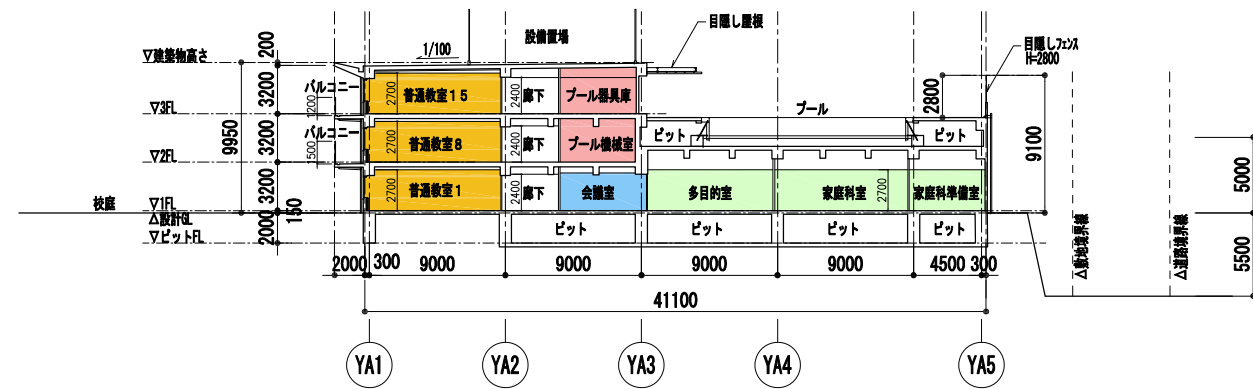 目隠し屋根
設備置場
▽建築物高さ
200
1/100
目隠しフェンス
H=2800
3200
バルコニー
1200
2700
普通教室15
2400
廊下
プール器具庫
2800
プール
▽3FL
9950
3200
バルコニー
1500
2700
普通教室8
2400
廊下
プール機械室
ピット
ピット
9100
▽2FL
3200
2700
普通教室1
2400
廊下
会議室
多目的室
家庭科室
2700
家庭科準備室
5000
校庭
▽1FL
150
△設計GL
2000
▽ピットFL
ピット
ピット
ピット
ピット
△敷地境界線
△道路境界線
5500
2000
300
9000
9000
9000
9000
4500
300
41100
YA1
YA2
YA3
YA4
YA5